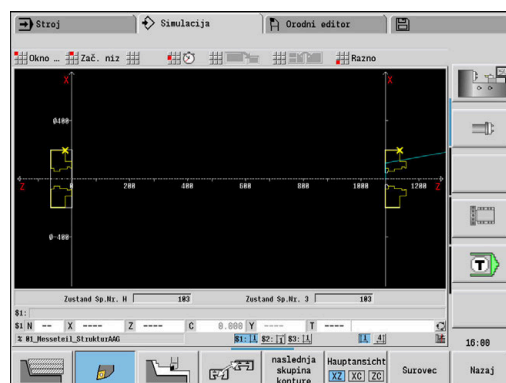 Stroj Simulacija Orodni editor
Okno … Zač. niz Razno
X X
Ø400
Z 0 200 400 600 800 1000 1200 Z
Ø-400
Zustand Sp.Nr. H 103 Zustand Sp.Nr. 3 103
$1:
$1 N -- X ---- Z ---- C 0.000 Y ---- T ----
% 01_Messeteil_StrukturAAG $1: $2: $3:
T
16:00
naslednja skupina konture
Hauptansicht
XZ XC ZC
Surovec
Nazaj